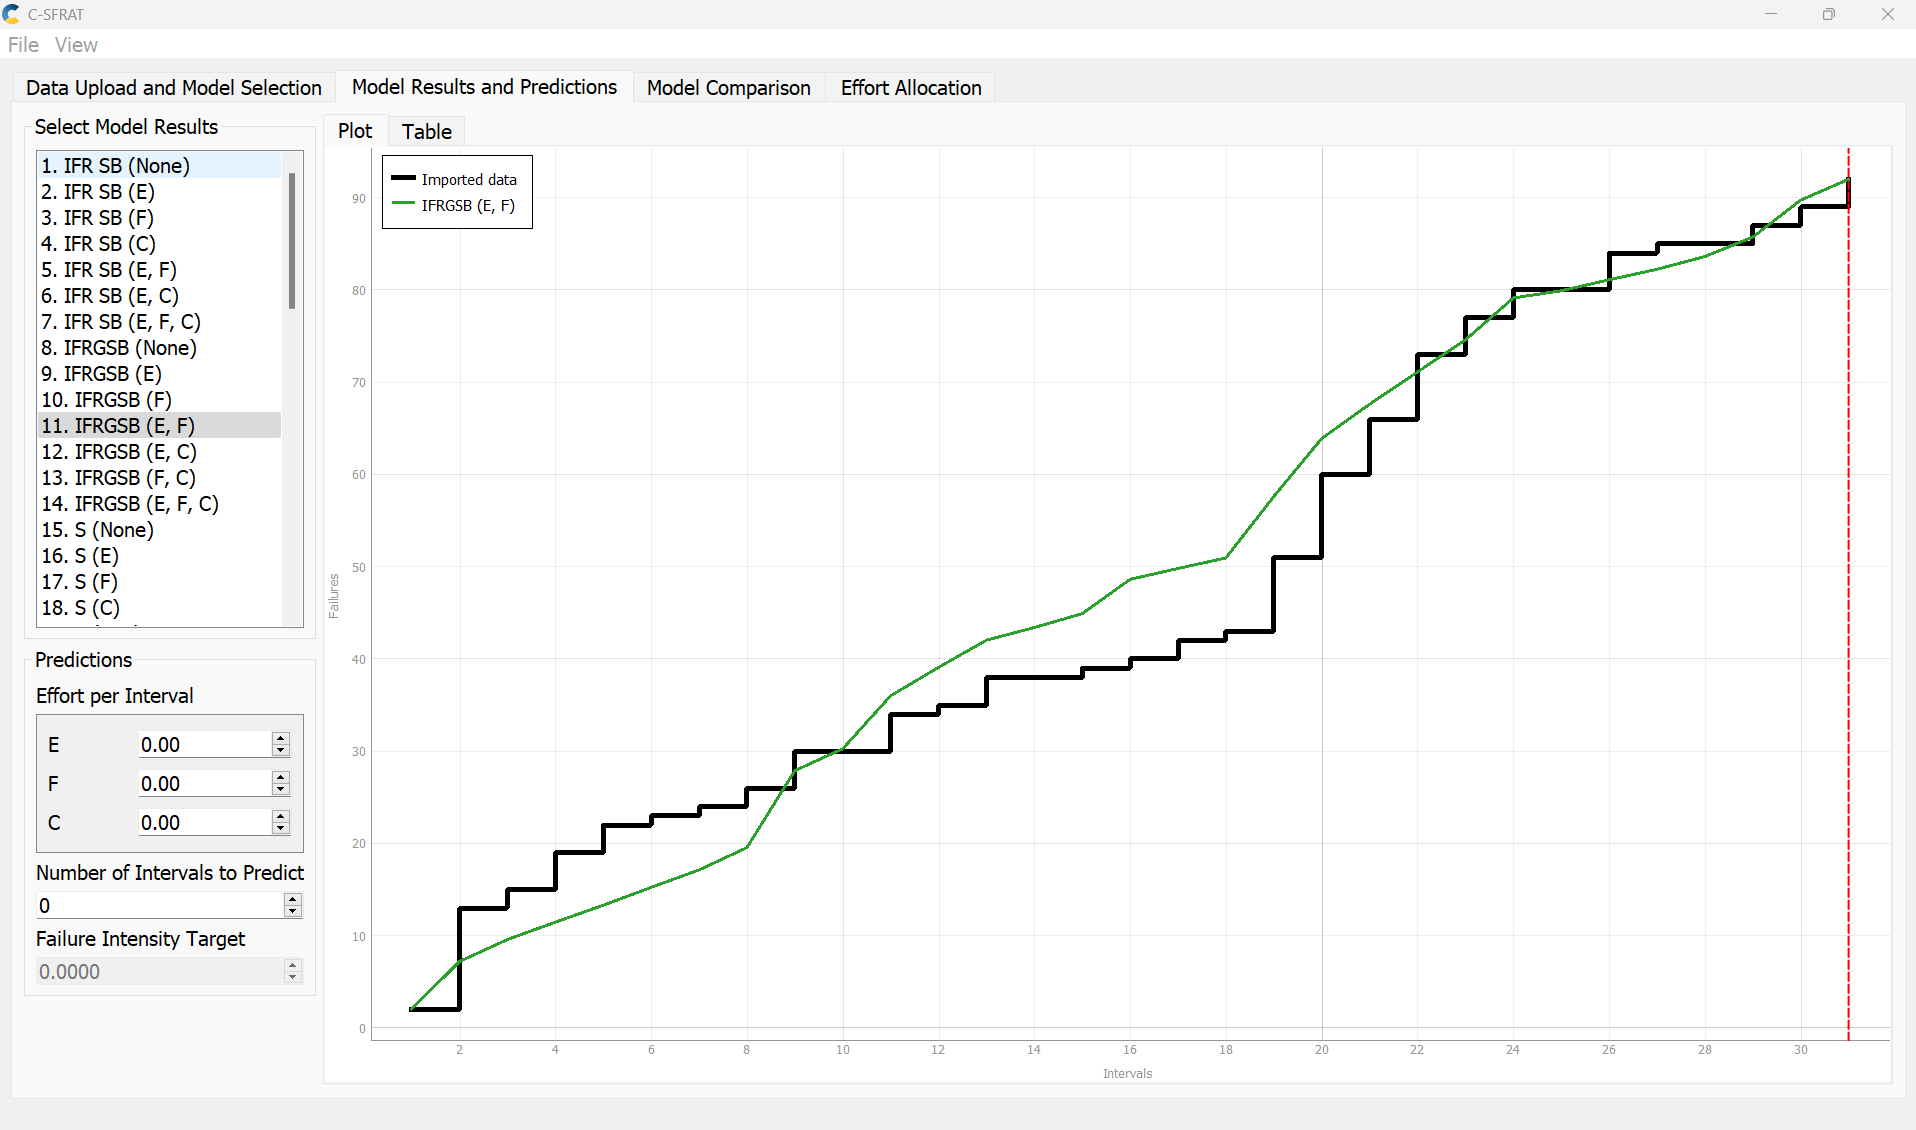 C-SFRAT
File View
Data Upload and Model Selection
Model Results and Predictions
Model Comparison
Effort Allocation
Select Model Results
1. IFR SB (None)
2. IFR SB (E)
3. IFR SB (F)
4. IFR SB (C)
5. IFR SB (E, F)
6. IFR SB (E, C)
7. IFR SB (E, F, C)
8. IFRGSB (None)
9. IFRGSB (E)
10. IFRGSB (F)
11. IFRGSB (E, F)
12. IFRGSB (E, C)
13. IFRGSB (F, C)
14. IFRGSB (E, F, C)
15. S (None)
16. S (E)
17. S (F)
18. S (C)
Predictions
Effort per Interval
E 0.00
F 0.00
C 0.00
Number of Intervals to Predict
0
Failure Intensity Target
0.0000
Plot
Table
Imported data
IFRGSB (E, F)
90
80
70
60
50
40
30
20
10
0
Failures
2 4 6 8 10 12 14 16 18 20 22 24 26 28 30
Intervals